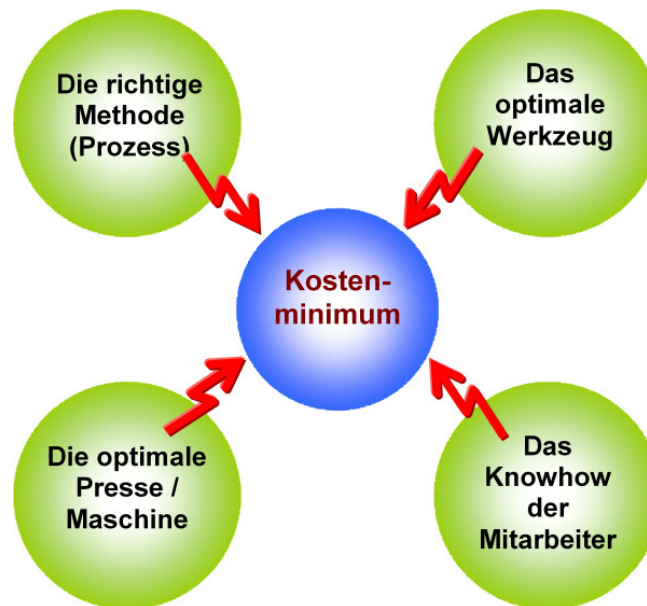 Die richtige
Methode
(Prozess)
Das
optimale
Werkzeug
Kosten-
minimum
Die optimale
Presse /
Maschine
Das
Knowhow
der
Mitarbeiter